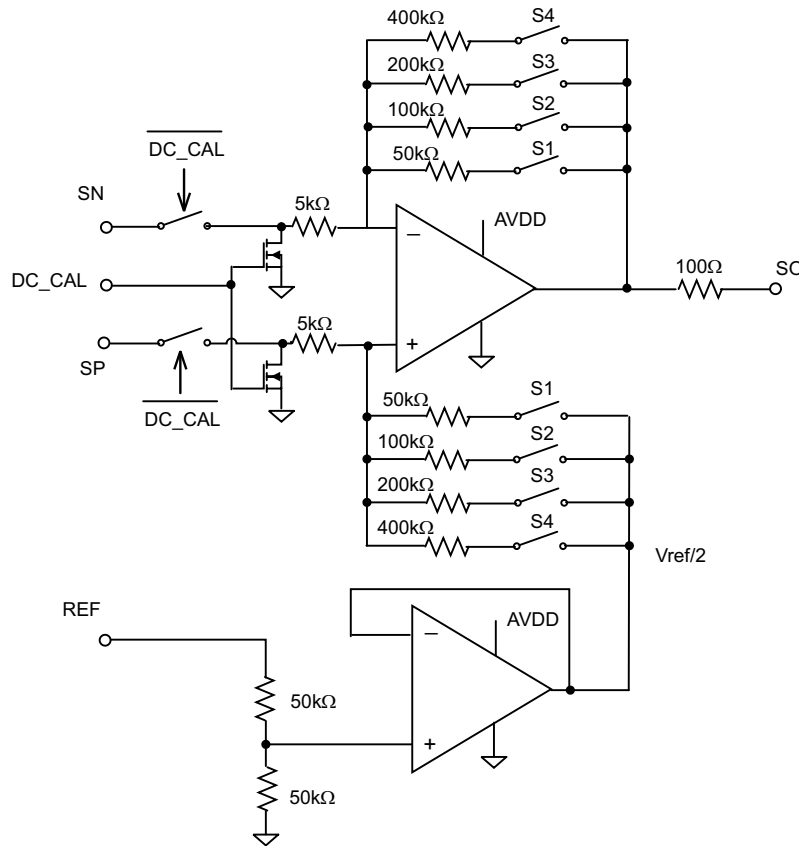 400kΩ S4
200kΩ S3
100kΩ S2
50kΩ S1
DC_CAL
SN
5kΩ
AVDD
−
DC_CAL
100Ω
SO
5kΩ
+
SP
DC_CAL
50kΩ S1
100kΩ S2
200kΩ S3
400kΩ S4
Vref/2
REF
AVDD
−
50kΩ
+
50kΩ